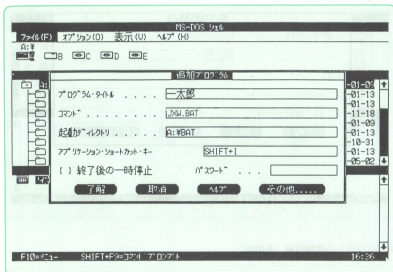 MS-DOS シェル
ファイル(F) オプション(O) 表示(U) ヘルプ(H)
A:¥
B C D E
追加プログラム
プログラム・タイトル . . . . 一太郎
コマンド . . . . . . . . . . JXW.BAT
起動ディレクトリ . . . . . . A:¥BAT
アプリケーション・ショートカット・キー SHIFT+I
[ ] 終了後の一時停止 パスワード . . .
了解 取消 ヘルプ その他.....
-01-13
-01-13
-11-18
-01-09
-01-13
-10-31
-01-13
-05-02
F10=メニュー SHIFT+F9=コマンド プロンプト 16:36